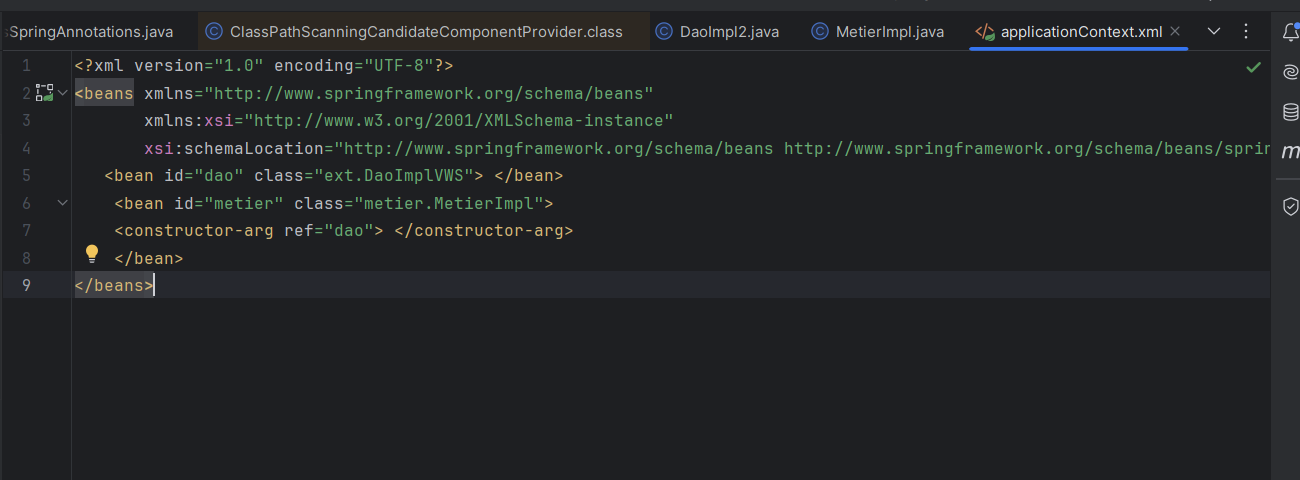 sSpringAnnotations.java ClassPathScanningCandidateComponentProvider.class DaoImpl2.java MetierImpl.java applicationContext.xml
1 <?xml version="1.0" encoding="UTF-8"?>
2 <beans xmlns="http://www.springframework.org/schema/beans"
3 xmlns:xsi="http://www.w3.org/2001/XMLSchema-instance"
4 xsi:schemaLocation="http://www.springframework.org/schema/beans http://www.springframework.org/schema/beans/sprin
5 <bean id="dao" class="ext.DaoImplVWS"> </bean>
6 <bean id="metier" class="metier.MetierImpl">
7 <constructor-arg ref="dao"> </constructor-arg>
8 </bean>
9 </beans>